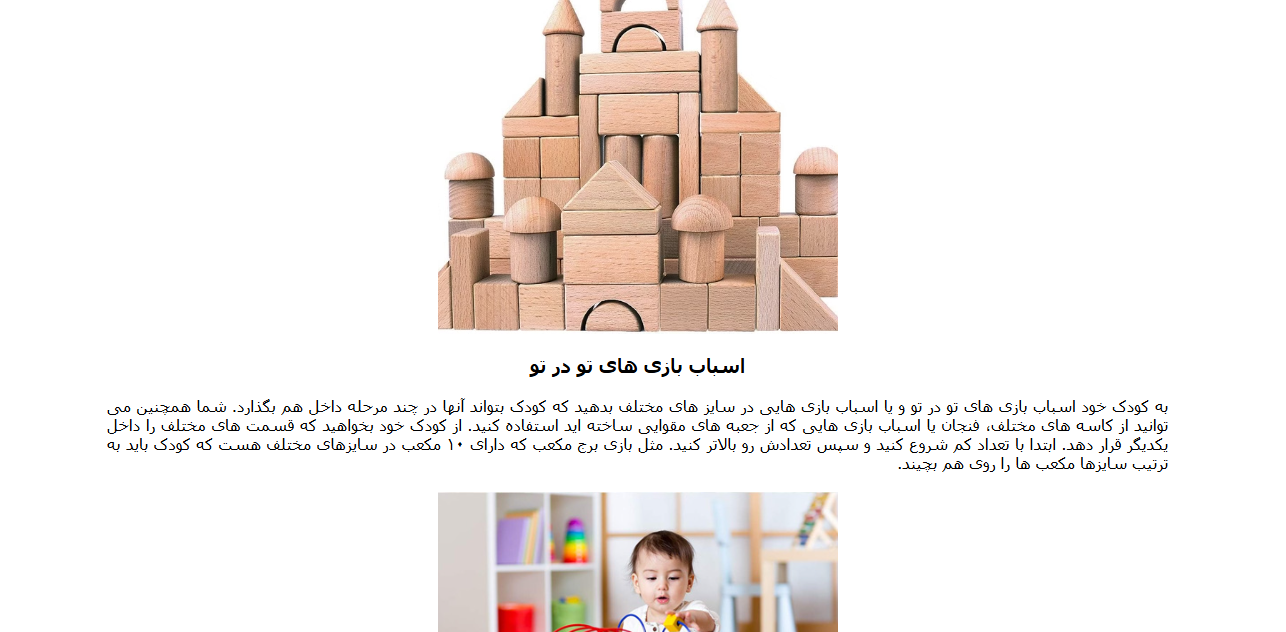 اسباب بازی های تو در تو
به کودک خود اسباب بازی های تو در تو و یا اسباب بازی هایی در سایز های مختلف بدهید که کودک بتواند آنها در چند مرحله داخل هم بگذارد. شما همچنین می
توانید از کاسه های مختلف، فنجان یا اسباب بازی هایی که از جعبه های مقوایی ساخته اید استفاده کنید. از کودک خود بخواهید که قسمت های مختلف را داخل
یکدیگر قرار دهد. ابتدا با تعداد کم شروع کنید و سپس تعدادش رو بالاتر کنید. مثل بازی برج مکعب که دارای ۱۰ مکعب در سایزهای مختلف هست که کودک باید به
ترتیب سایزها مکعب ها را روی هم بچیند.